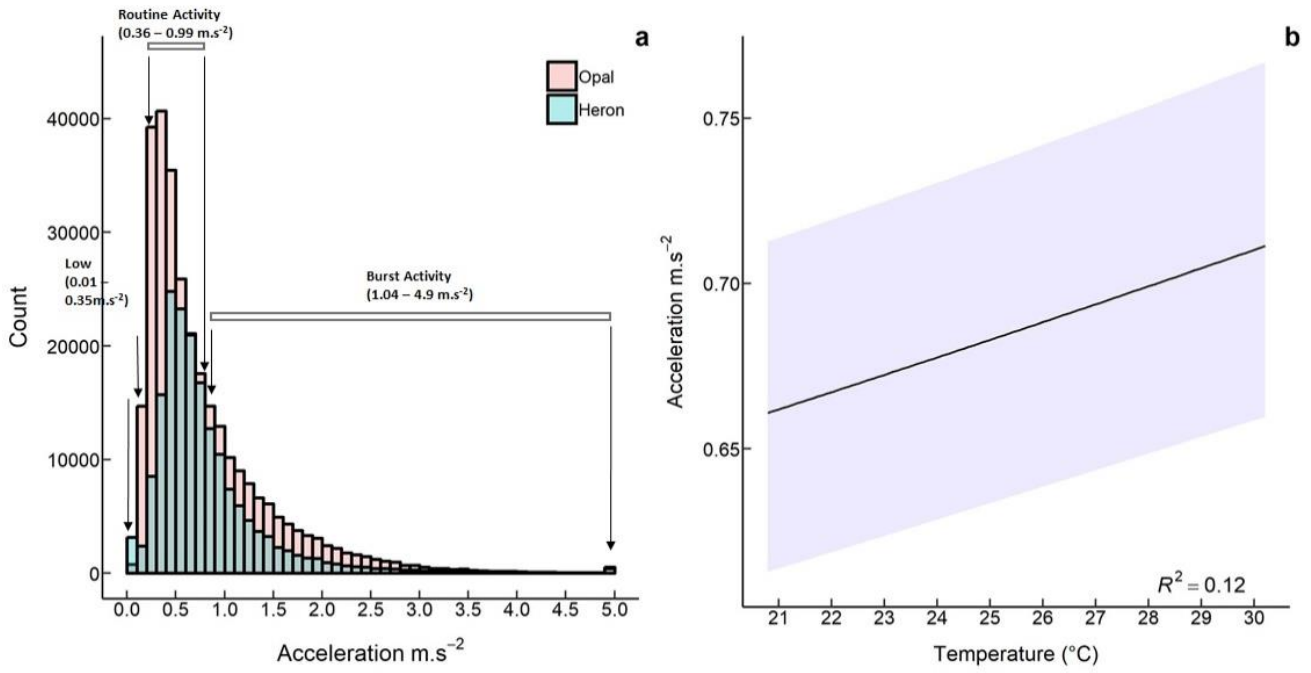 Routine Activity
(0.36 – 0.99 m.s⁻²)
a
Opal
Heron
40000
30000
20000
10000
0
Count
Low
(0.01
0.35m.s⁻²)
Burst Activity
(1.04 – 4.9 m.s⁻²)
0.0 0.5 1.0 1.5 2.0 2.5 3.0 3.5 4.0 4.5 5.0
Acceleration m.s⁻²
b
0.75
0.70
0.65
Acceleration m.s⁻²
R² = 0.12
21 22 23 24 25 26 27 28 29 30
Temperature (°C)